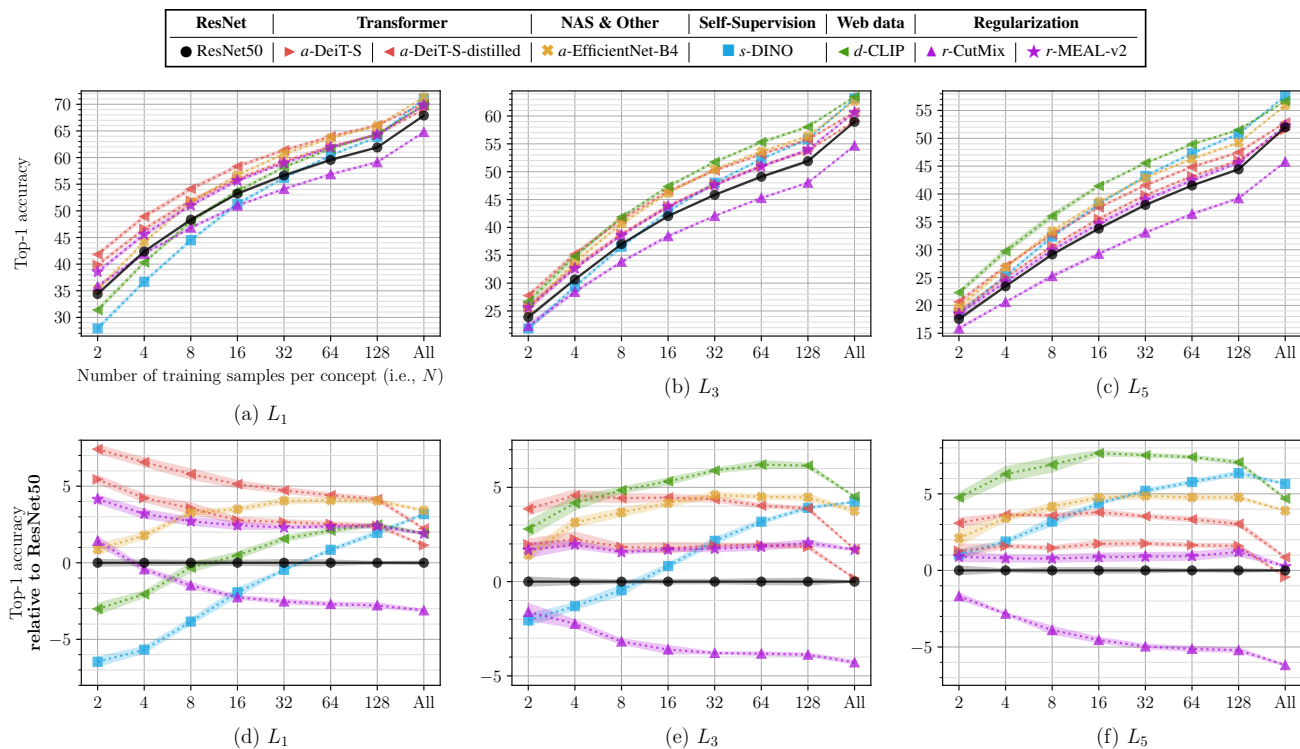 ResNet Transformer NAS & Other Self-Supervision Web data Regularization
ResNet50 a-DeiT-S a-DeiT-S-distilled a-EfficientNet-B4 s-DINO d-CLIP r-CutMix r-MEAL-v2
Top-1 accuracy
70
65
60
55
50
45
40
35
30
2 4 8 16 32 64 128 All
Number of training samples per concept (i.e., N)
(a) L1
60
55
50
45
40
35
30
25
2 4 8 16 32 64 128 All
(b) L3
55
50
45
40
35
30
25
20
15
2 4 8 16 32 64 128 All
(c) L5
Top-1 accuracy
relative to ResNet50
5
0
−5
2 4 8 16 32 64 128 All
(d) L1
5
0
−5
2 4 8 16 32 64 128 All
(e) L3
5
0
−5
2 4 8 16 32 64 128 All
(f) L5